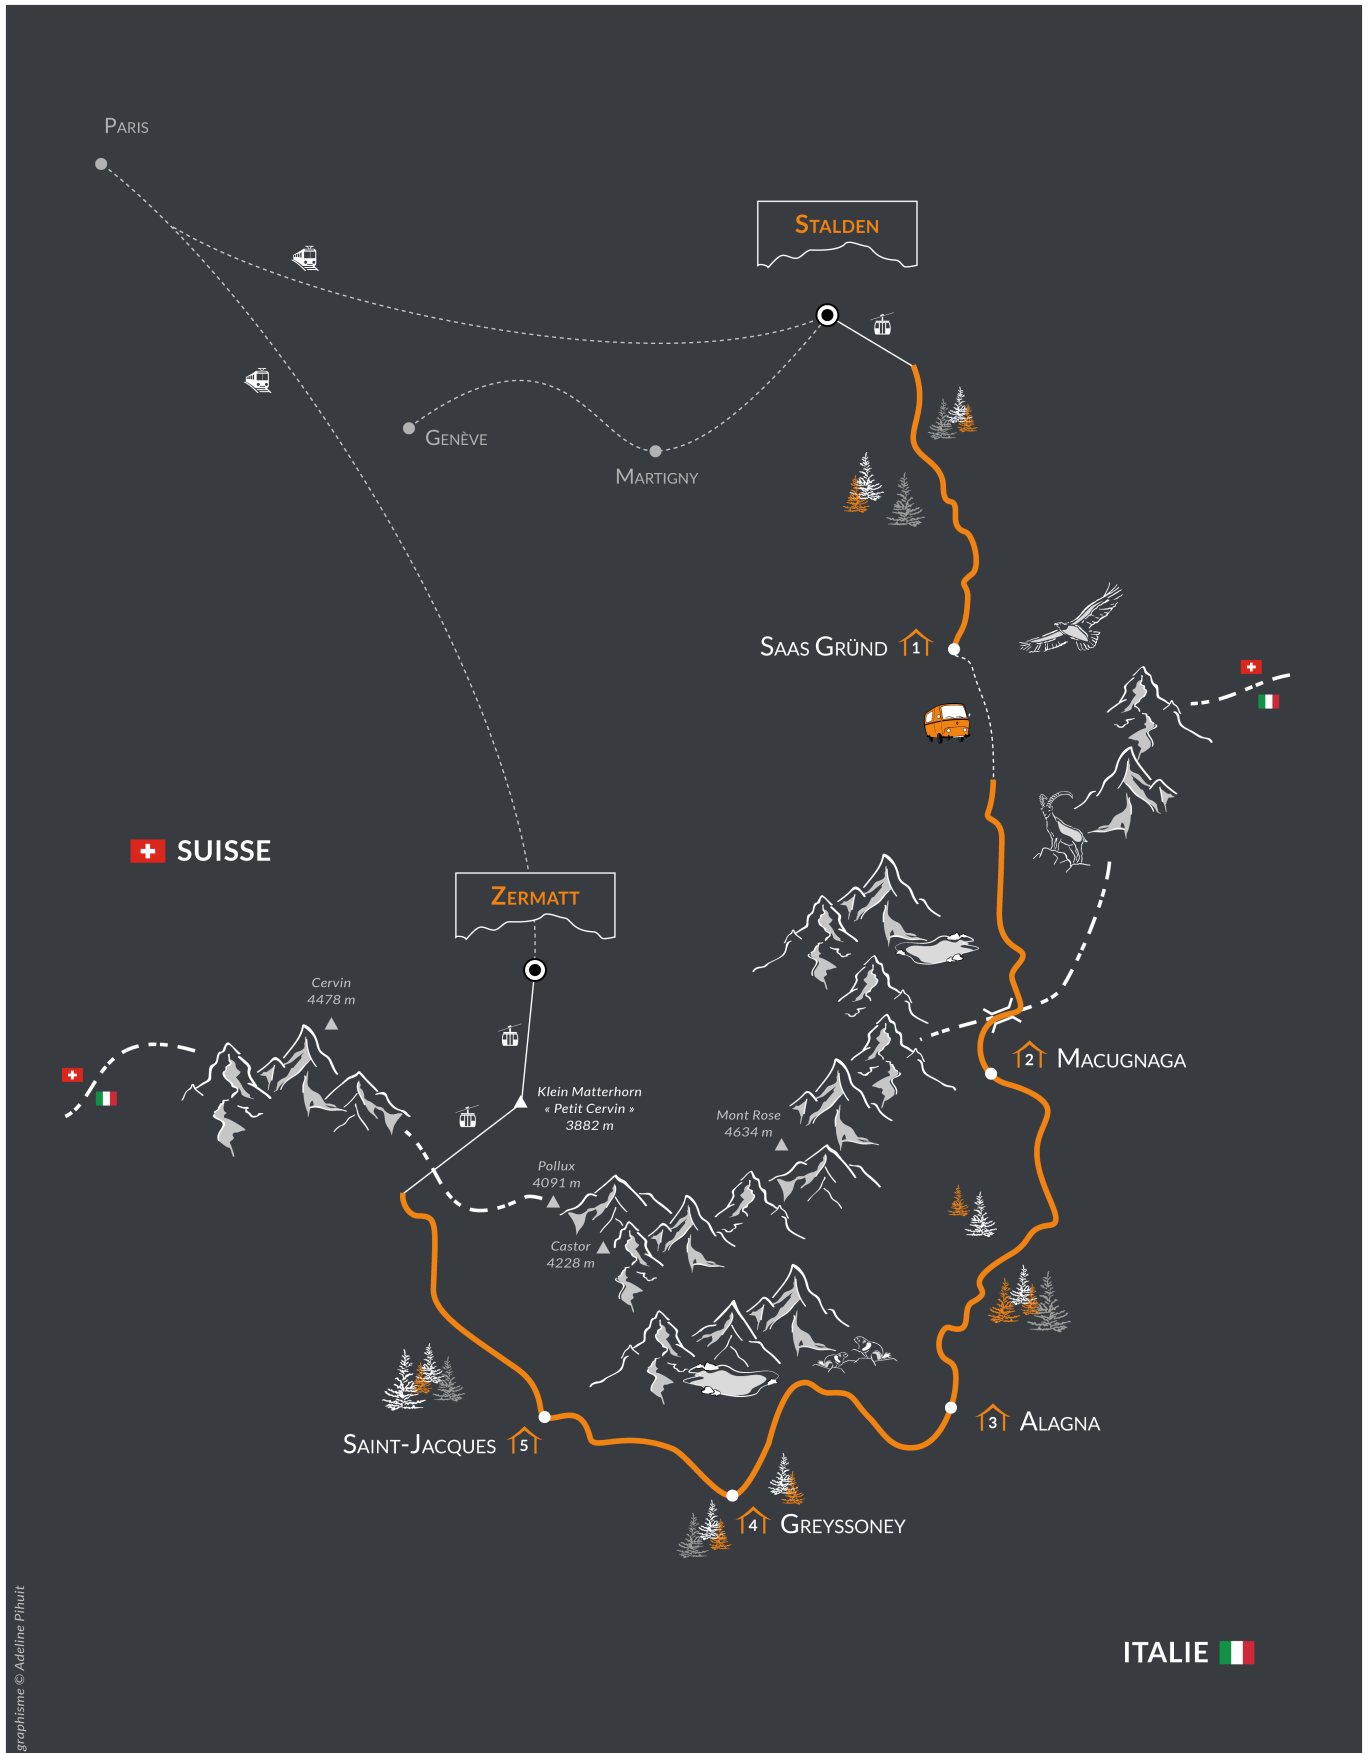 PARIS
STALDEN
GENÈVE
MARTIGNY
SAAS GRÜND
1
SUISSE
ZERMATT
Cervin
4478 m
2
MACUGNAGA
Klein Matterhorn
« Petit Cervin »
3882 m
Mont Rose
4634 m
Pollux
4091 m
Castor
4228 m
3
ALAGNA
SAINT-JACQUES
5
4
GREYSSONEY
ITALIE
graphisme © Adeline Pihuit